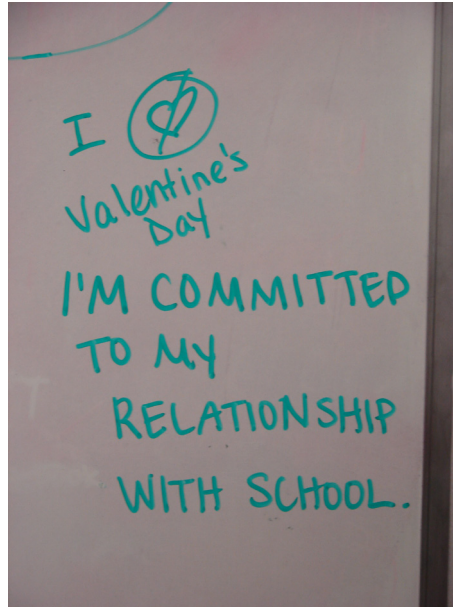 I
Valentine's
Day
I'M COMMITTED
TO MY
RELATIONSHIP
WITH SCHOOL.